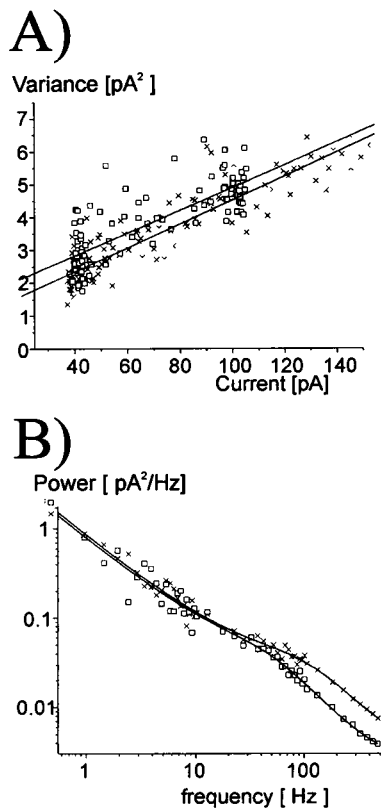 A)
Variance [pA²]
7
6
5
4
3
2
1
0
40 60 80 100 120 140
Current [pA]
B)
Power [ pA²/Hz]
1
0.1
0.01
1 10 100
frequency [ Hz ]